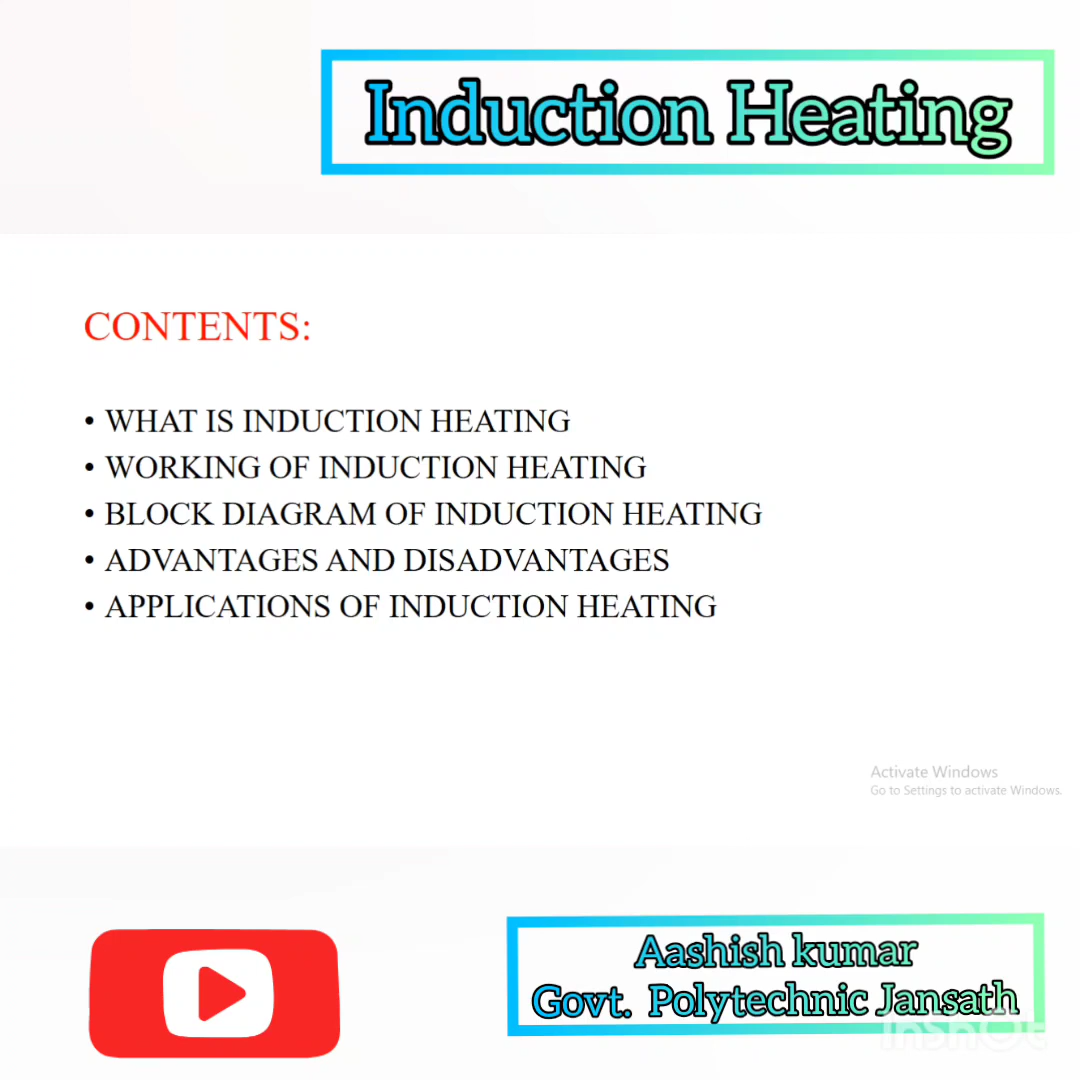 Induction Heating
CONTENTS:
• WHAT IS INDUCTION HEATING
• WORKING OF INDUCTION HEATING
• BLOCK DIAGRAM OF INDUCTION HEATING
• ADVANTAGES AND DISADVANTAGES
• APPLICATIONS OF INDUCTION HEATING
Activate Windows
Go to Settings to activate Windows.
Aashish kumar
Govt. Polytechnic Jansath
InShOt